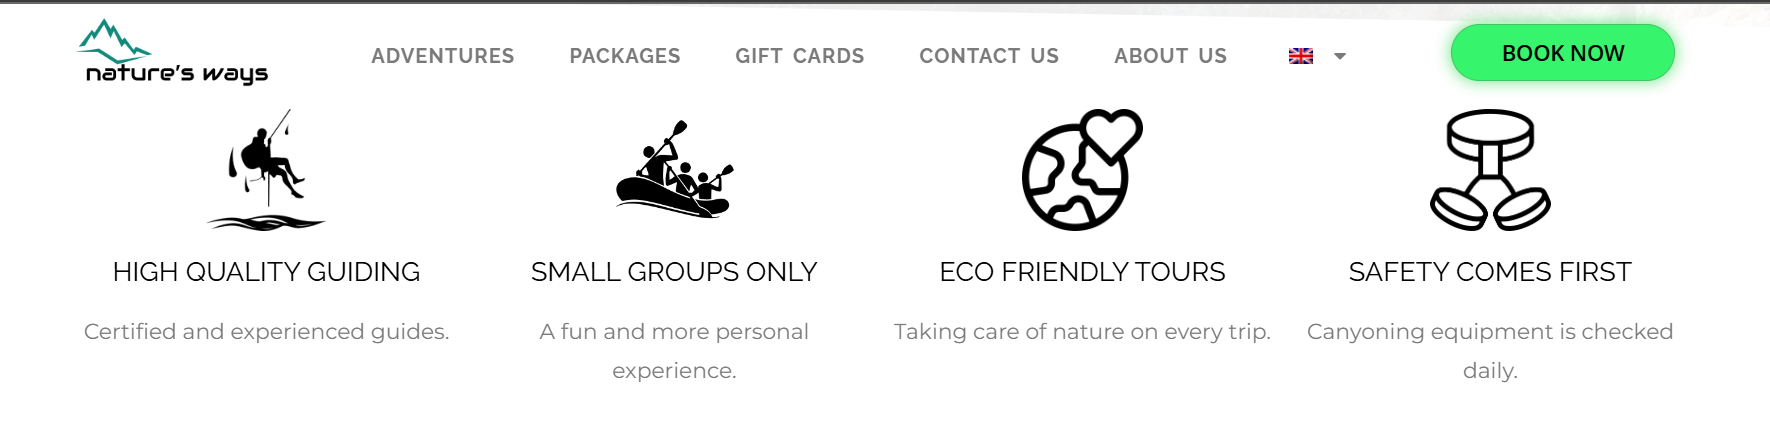 nature's ways
ADVENTURES
PACKAGES
GIFT CARDS
CONTACT US
ABOUT US
BOOK NOW
HIGH QUALITY GUIDING
Certified and experienced guides.
SMALL GROUPS ONLY
A fun and more personal
experience.
ECO FRIENDLY TOURS
Taking care of nature on every trip.
SAFETY COMES FIRST
Canyoning equipment is checked
daily.